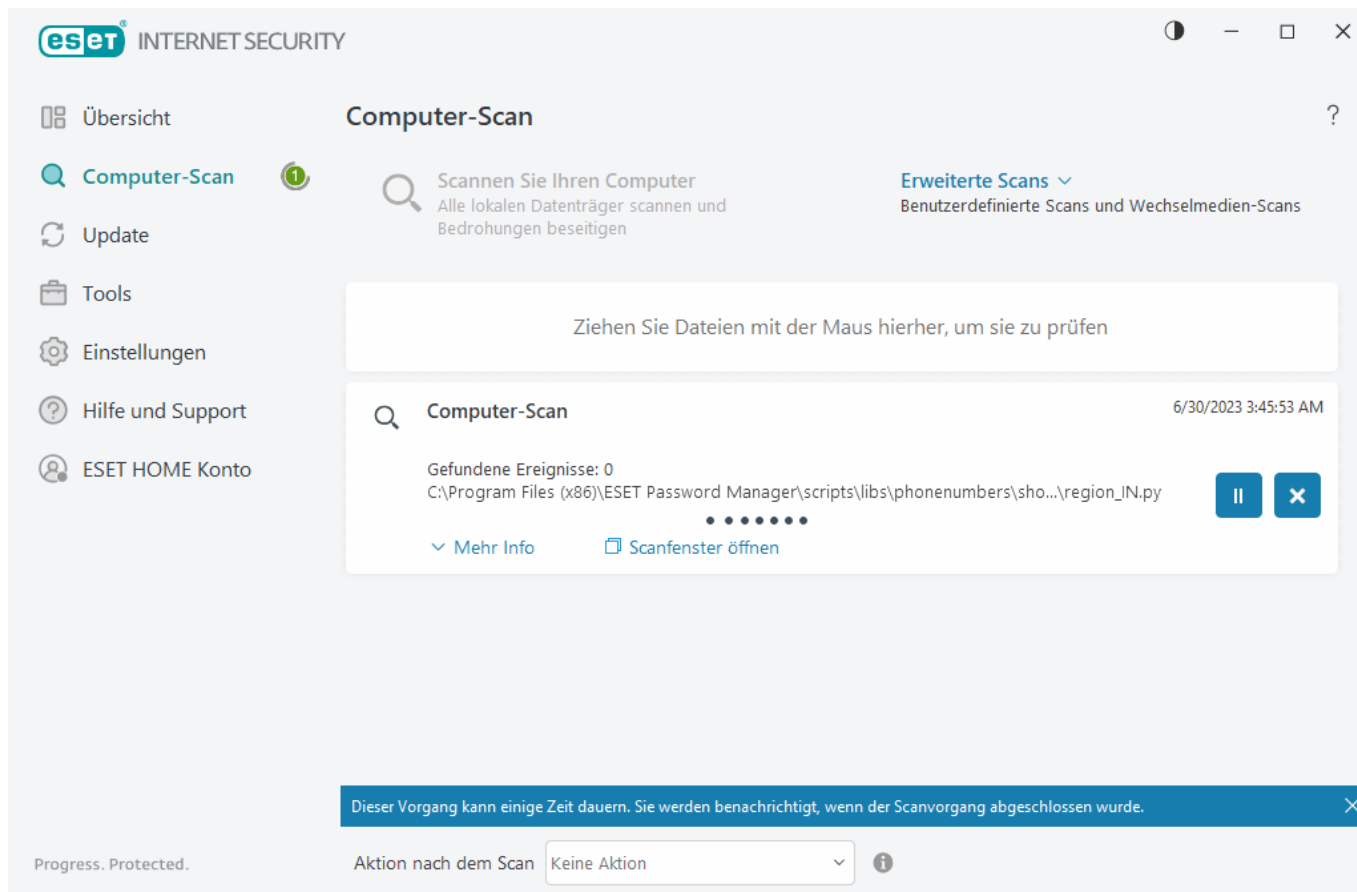 eset® INTERNET SECURITY
Übersicht
Computer-Scan 1
Update
Tools
Einstellungen
Hilfe und Support
ESET HOME Konto
Progress. Protected.
Computer-Scan ?
Scannen Sie Ihren Computer
Alle lokalen Datenträger scannen und
Bedrohungen beseitigen
Erweiterte Scans
Benutzerdefinierte Scans und Wechselmedien-Scans
Ziehen Sie Dateien mit der Maus hierher, um sie zu prüfen
Computer-Scan
6/30/2023 3:45:53 AM
Gefundene Ereignisse: 0
C:\Program Files (x86)\ESET Password Manager\scripts\libs\phonenumbers\sho...\region_IN.py
Mehr Info
Scanfenster öffnen
Dieser Vorgang kann einige Zeit dauern. Sie werden benachrichtigt, wenn der Scanvorgang abgeschlossen wurde.
Aktion nach dem Scan
Keine Aktion